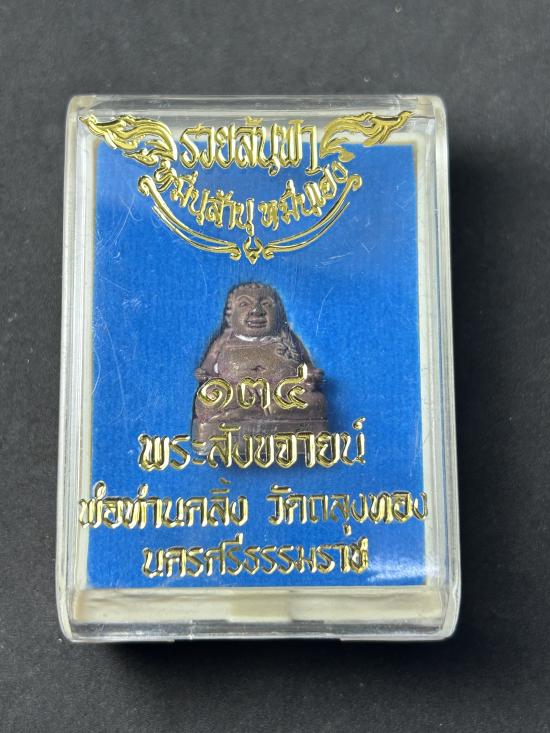 รวยล้นฟ้า
หมื่นล้าน หมื่นโกฏิ
๑๓๔
พระสังขจายน์
พ่อท่านคลิ้ง วัดถลุงทอง
นครศรีธรรมราช